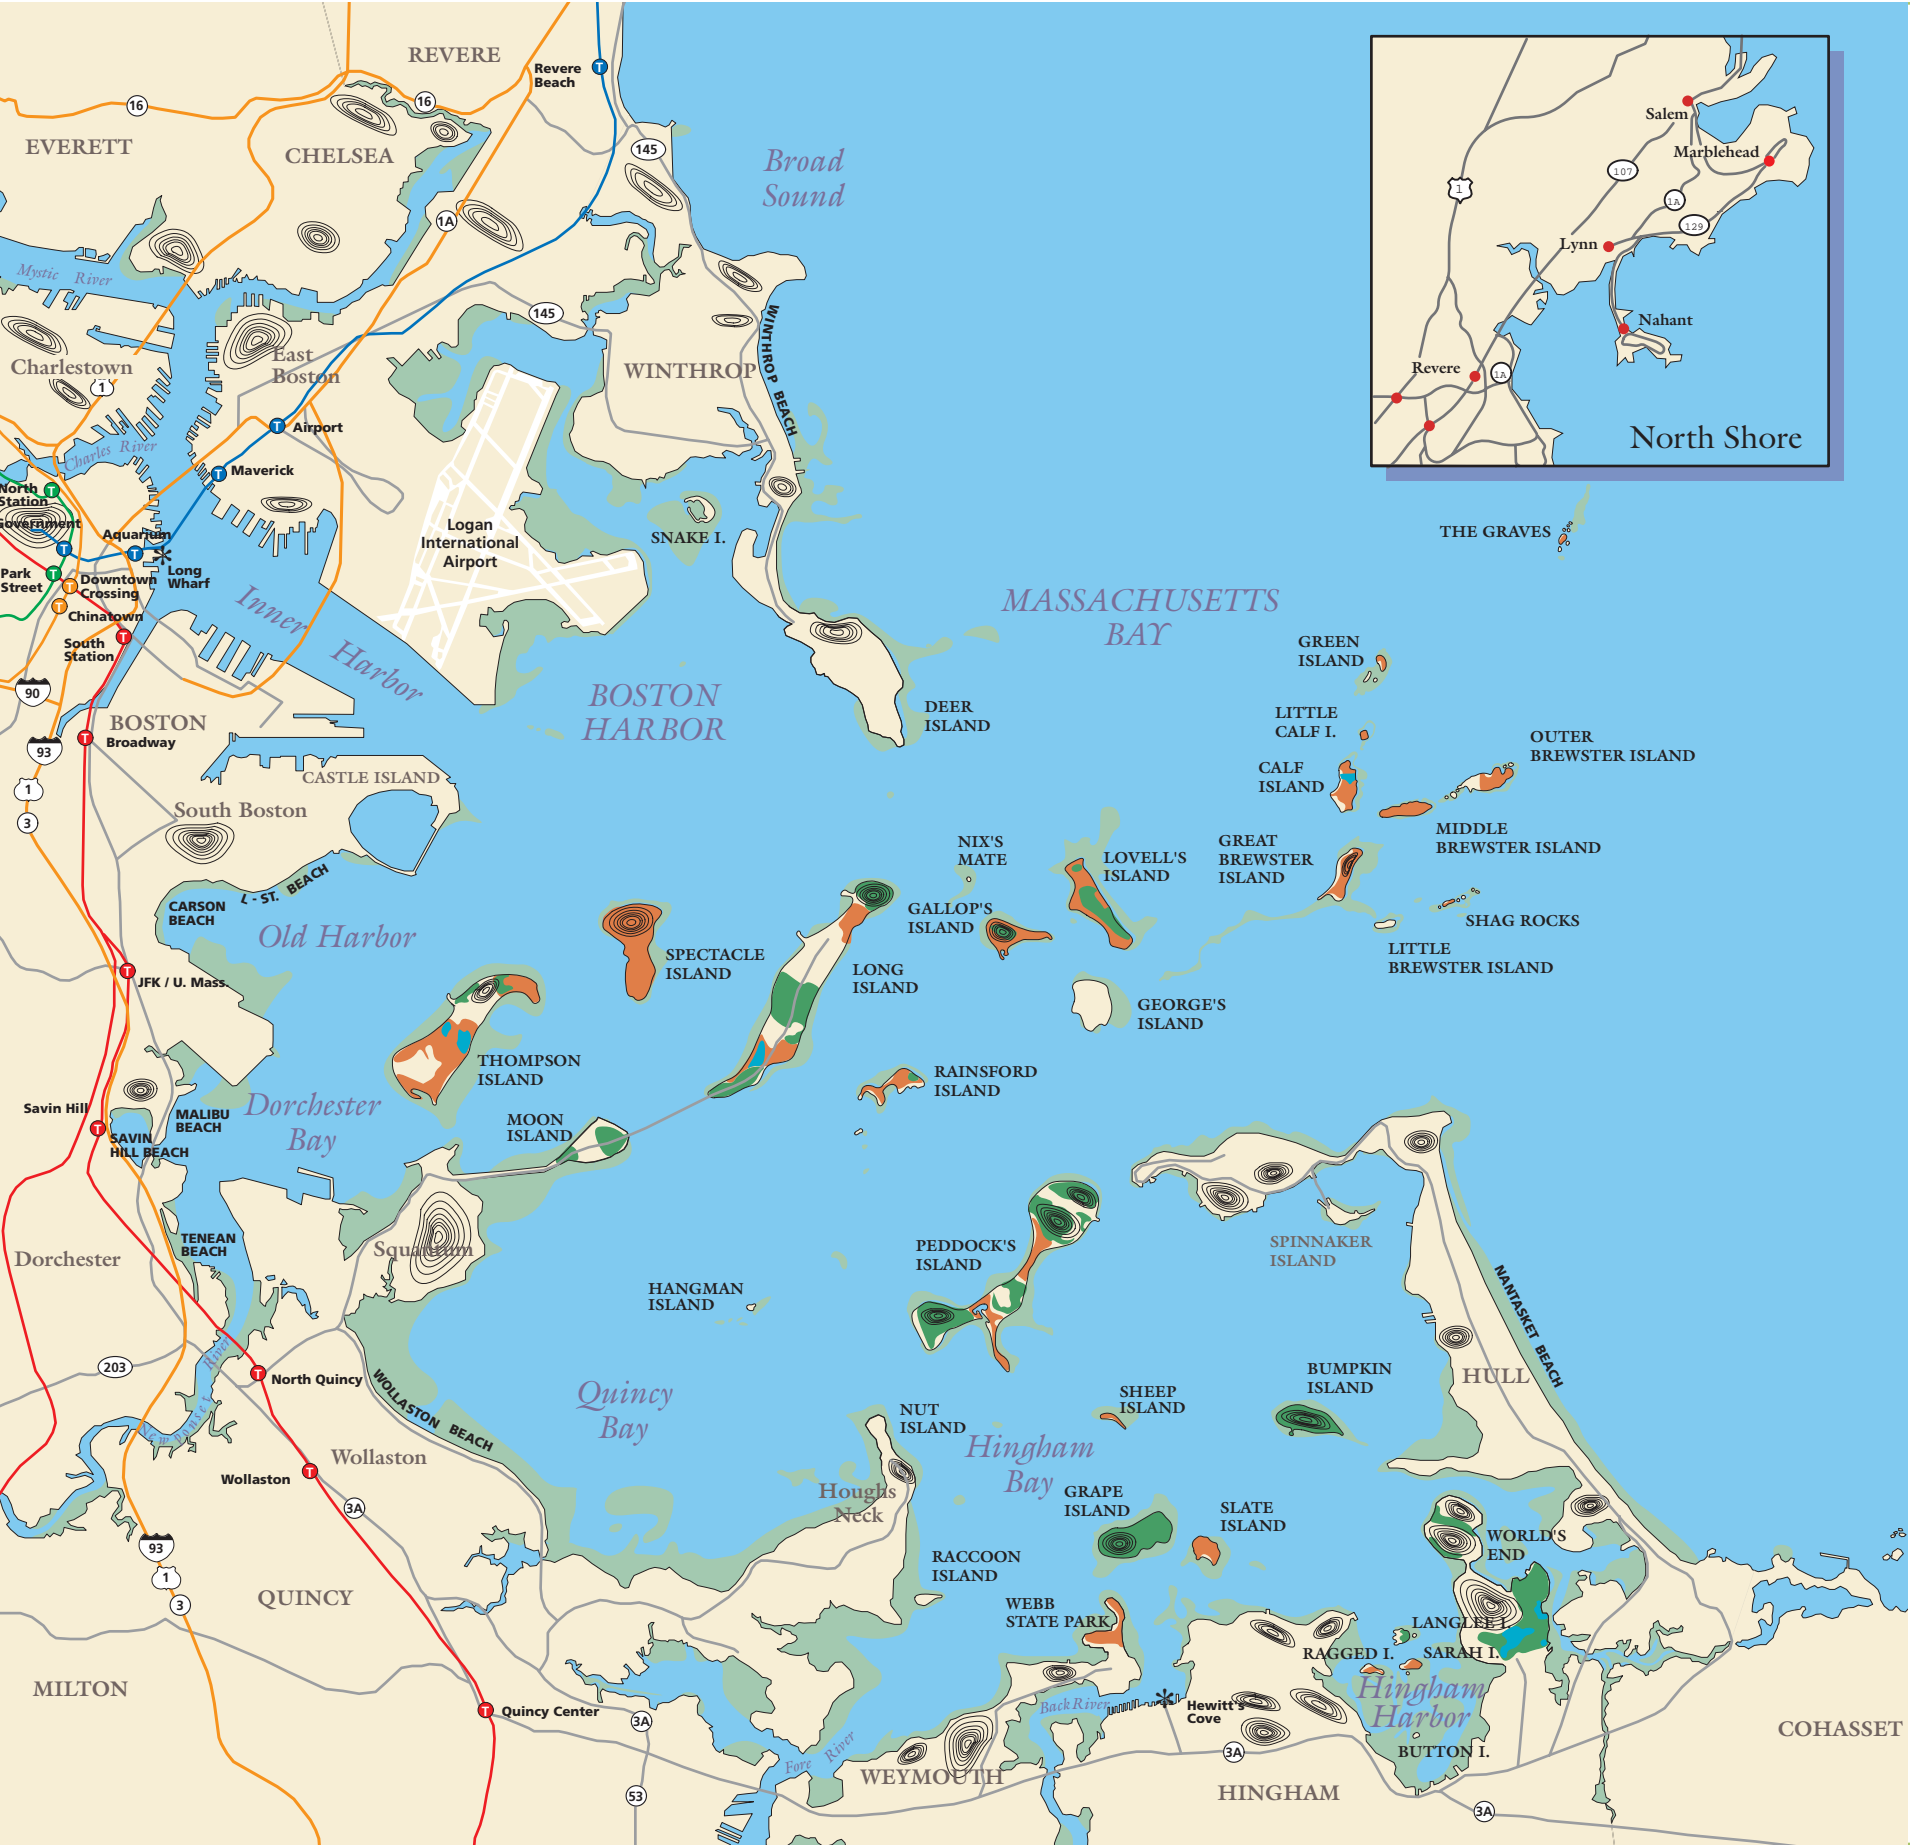 REVERE
Revere
Beach
16
16
EVERETT
CHELSEA
145
Broad
Sound
1A
Mystic River
145
Charlestown
1
East
Boston
WINTHROP
WINTHROP BEACH
Charles River
Airport
Maverick
North
Station
Government
Aquarium
Long
Wharf
Park
Street
Downtown
Crossing
Chinatown
South
Station
Logan
International
Airport
SNAKE I.
Inner
Harbor
90
93
1
3
BOSTON
Broadway
BOSTON
HARBOR
MASSACHUSETTS
BAY
DEER
ISLAND
CASTLE ISLAND
South Boston
L - ST. BEACH
CARSON
BEACH
Old Harbor
JFK / U. Mass.
Salem
Marblehead
107
1
1A
129
Lynn
Nahant
Revere
1A
North Shore
THE GRAVES
GREEN
ISLAND
LITTLE
CALF I.
CALF
ISLAND
OUTER
BREWSTER ISLAND
MIDDLE
BREWSTER ISLAND
GREAT
BREWSTER
ISLAND
SHAG ROCKS
LITTLE
BREWSTER ISLAND
NIX'S
MATE
LOVELL'S
ISLAND
GALLOP'S
ISLAND
GEORGE'S
ISLAND
SPECTACLE
ISLAND
LONG
ISLAND
THOMPSON
ISLAND
RAINSFORD
ISLAND
MOON
ISLAND
Dorchester
Bay
Savin Hill
MALIBU
BEACH
SAVIN
HILL BEACH
TENEAN
BEACH
Dorchester
Squantum
203
North Quincy
River
Neponset
WOLLASTON BEACH
Wollaston
Wollaston
3A
HANGMAN
ISLAND
PEDDOCK'S
ISLAND
SPINNAKER
ISLAND
NANTASKET BEACH
HULL
Quincy
Bay
NUT
ISLAND
Hingham
Bay
SHEEP
ISLAND
BUMPKIN
ISLAND
Houghs
Neck
GRAPE
ISLAND
SLATE
ISLAND
RACCOON
ISLAND
WORLD'S
END
WEBB
STATE PARK
LANGLEE I.
RAGGED I.
SARAH I.
Hingham
Harbor
BUTTON I.
93
1
3
QUINCY
MILTON
Quincy Center
3A
53
Fore River
Back River
Hewitt's
Cove
WEYMOUTH
3A
HINGHAM
3A
COHASSET